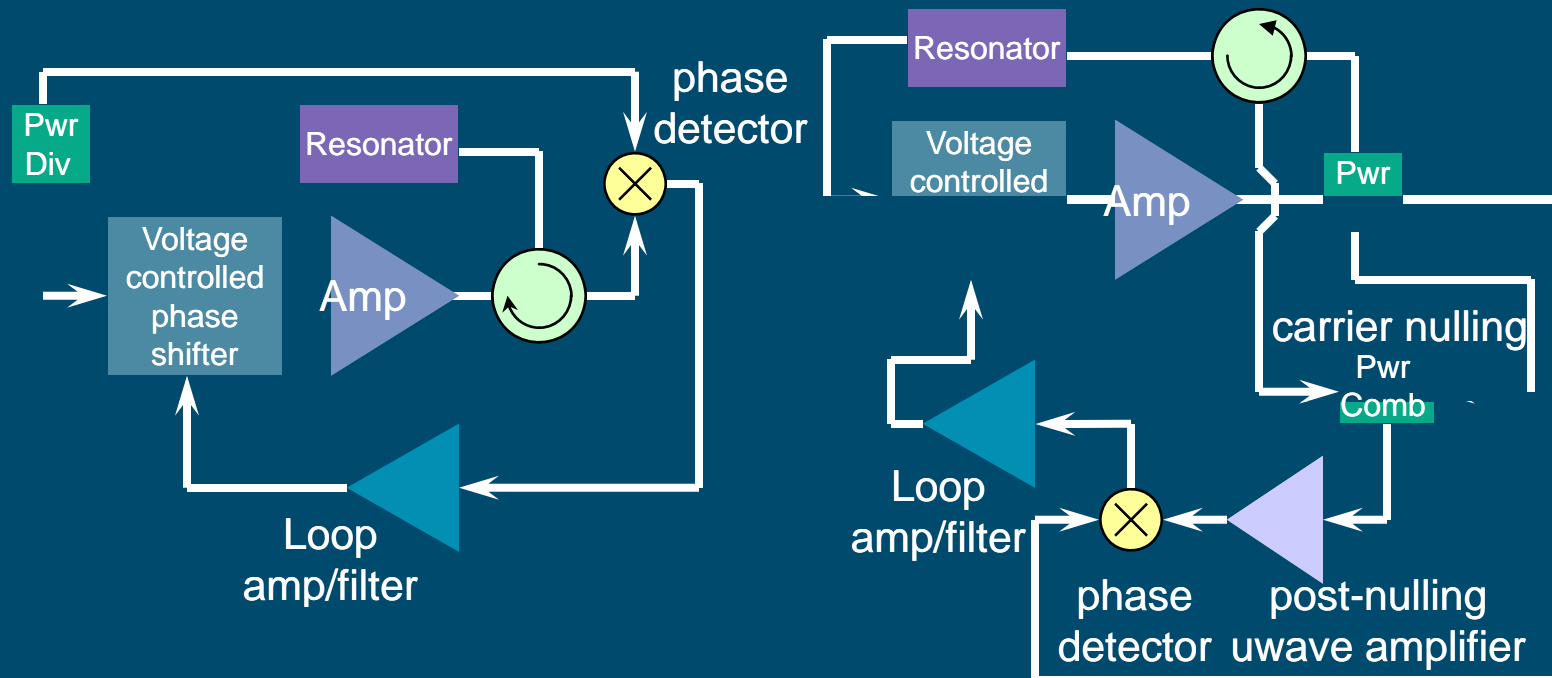 Pwr
Div
Resonator
phase
detector
Voltage
controlled
phase
shifter
Amp
Loop
amp/filter
Resonator
Voltage
controlled
Amp
Pwr
carrier nulling
Pwr
Comb
Loop
amp/filter
phase
detector
post-nulling
uwave amplifier